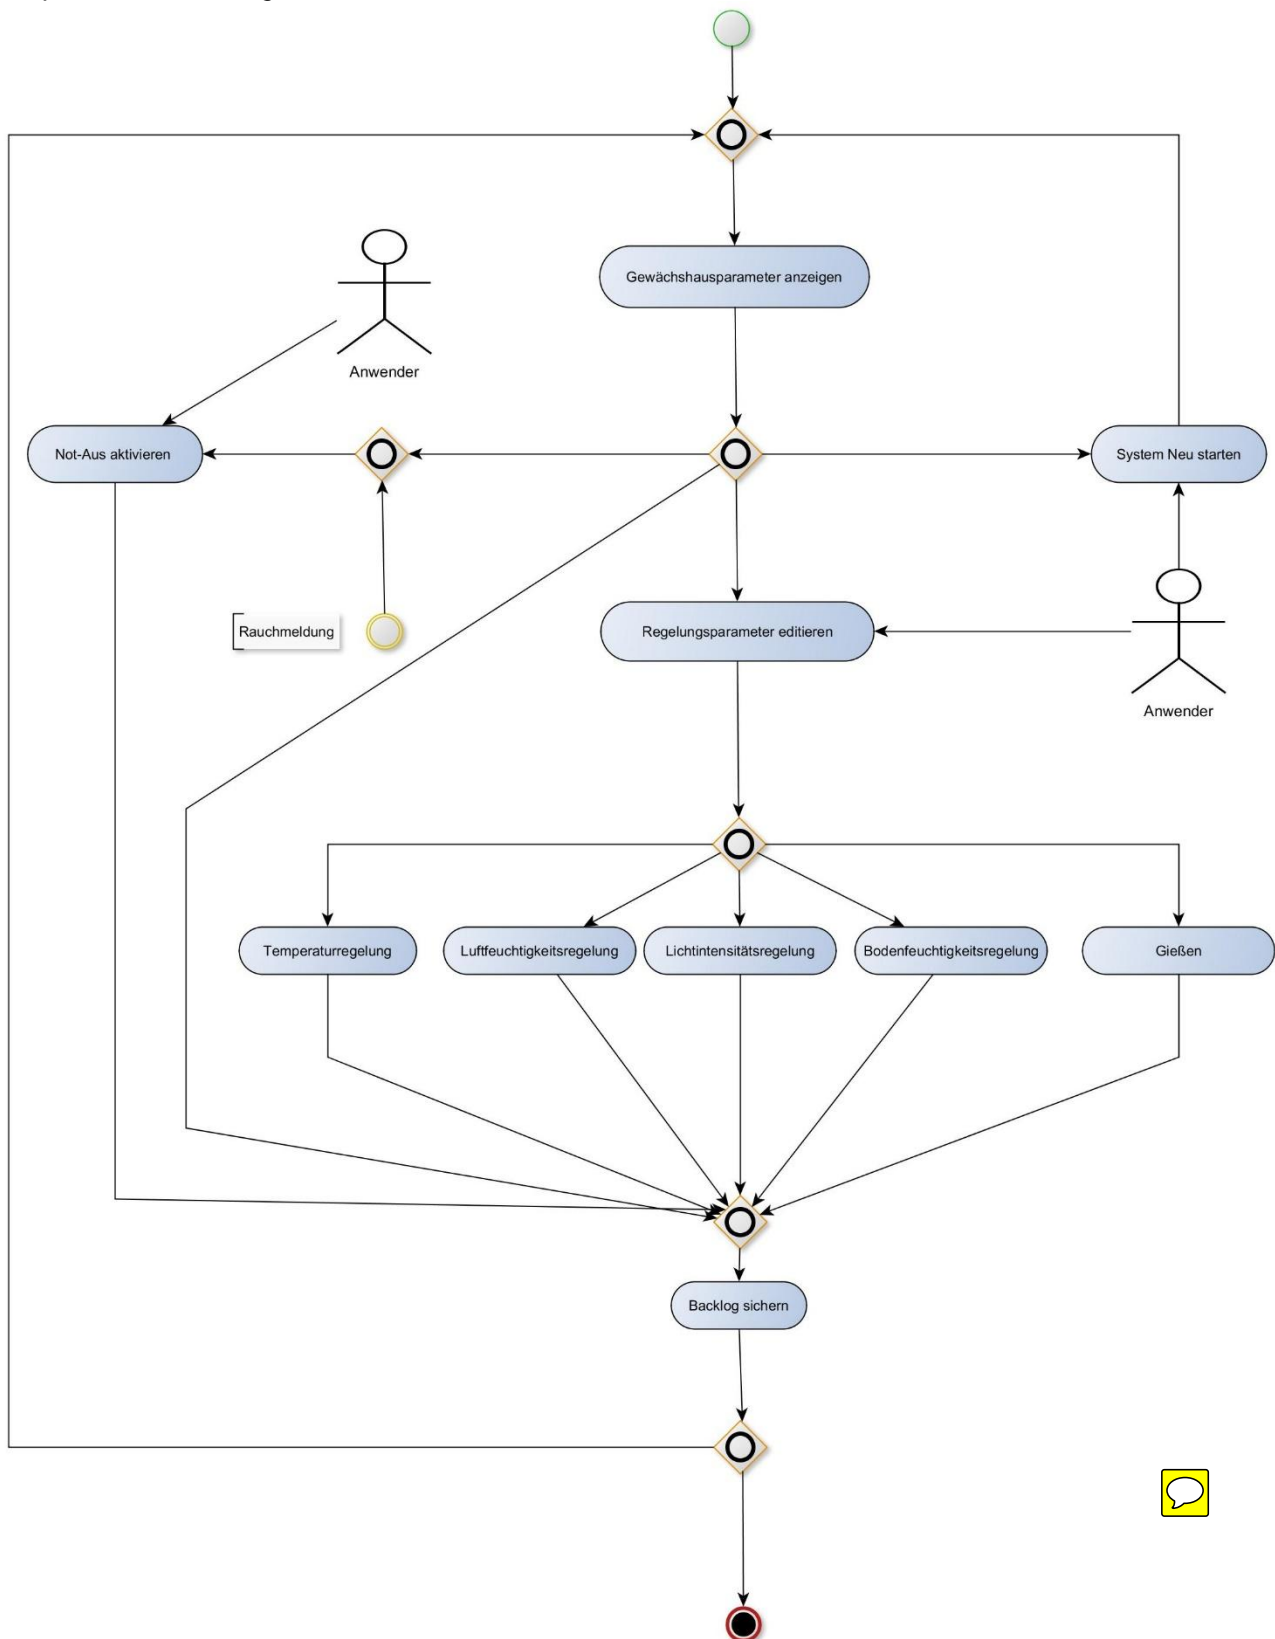 Gewächshausparameter anzeigen
Anwender
Not-Aus aktivieren
System Neu starten
Rauchmeldung
Regelungsparameter editieren
Anwender
Temperaturregelung
Luftfeuchtigkeitsregelung
Lichtintensitätsregelung
Bodenfeuchtigkeitsregelung
Gießen
Backlog sichern